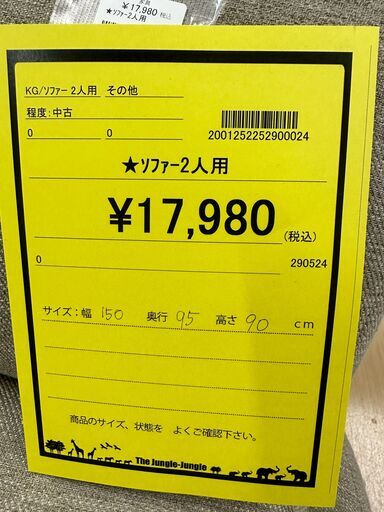 ¥17,980 税込
★ソファー2人用
KG/ソファー 2人用 その他
程度:中古
0 0
2001252252900024
★ソファー2人用
¥17,980(税込)
0 290524
サイズ:幅 150 奥行 95 高さ 90 cm
商品のサイズ、状態を よくご確認下さい。
The Jungle-Jungle